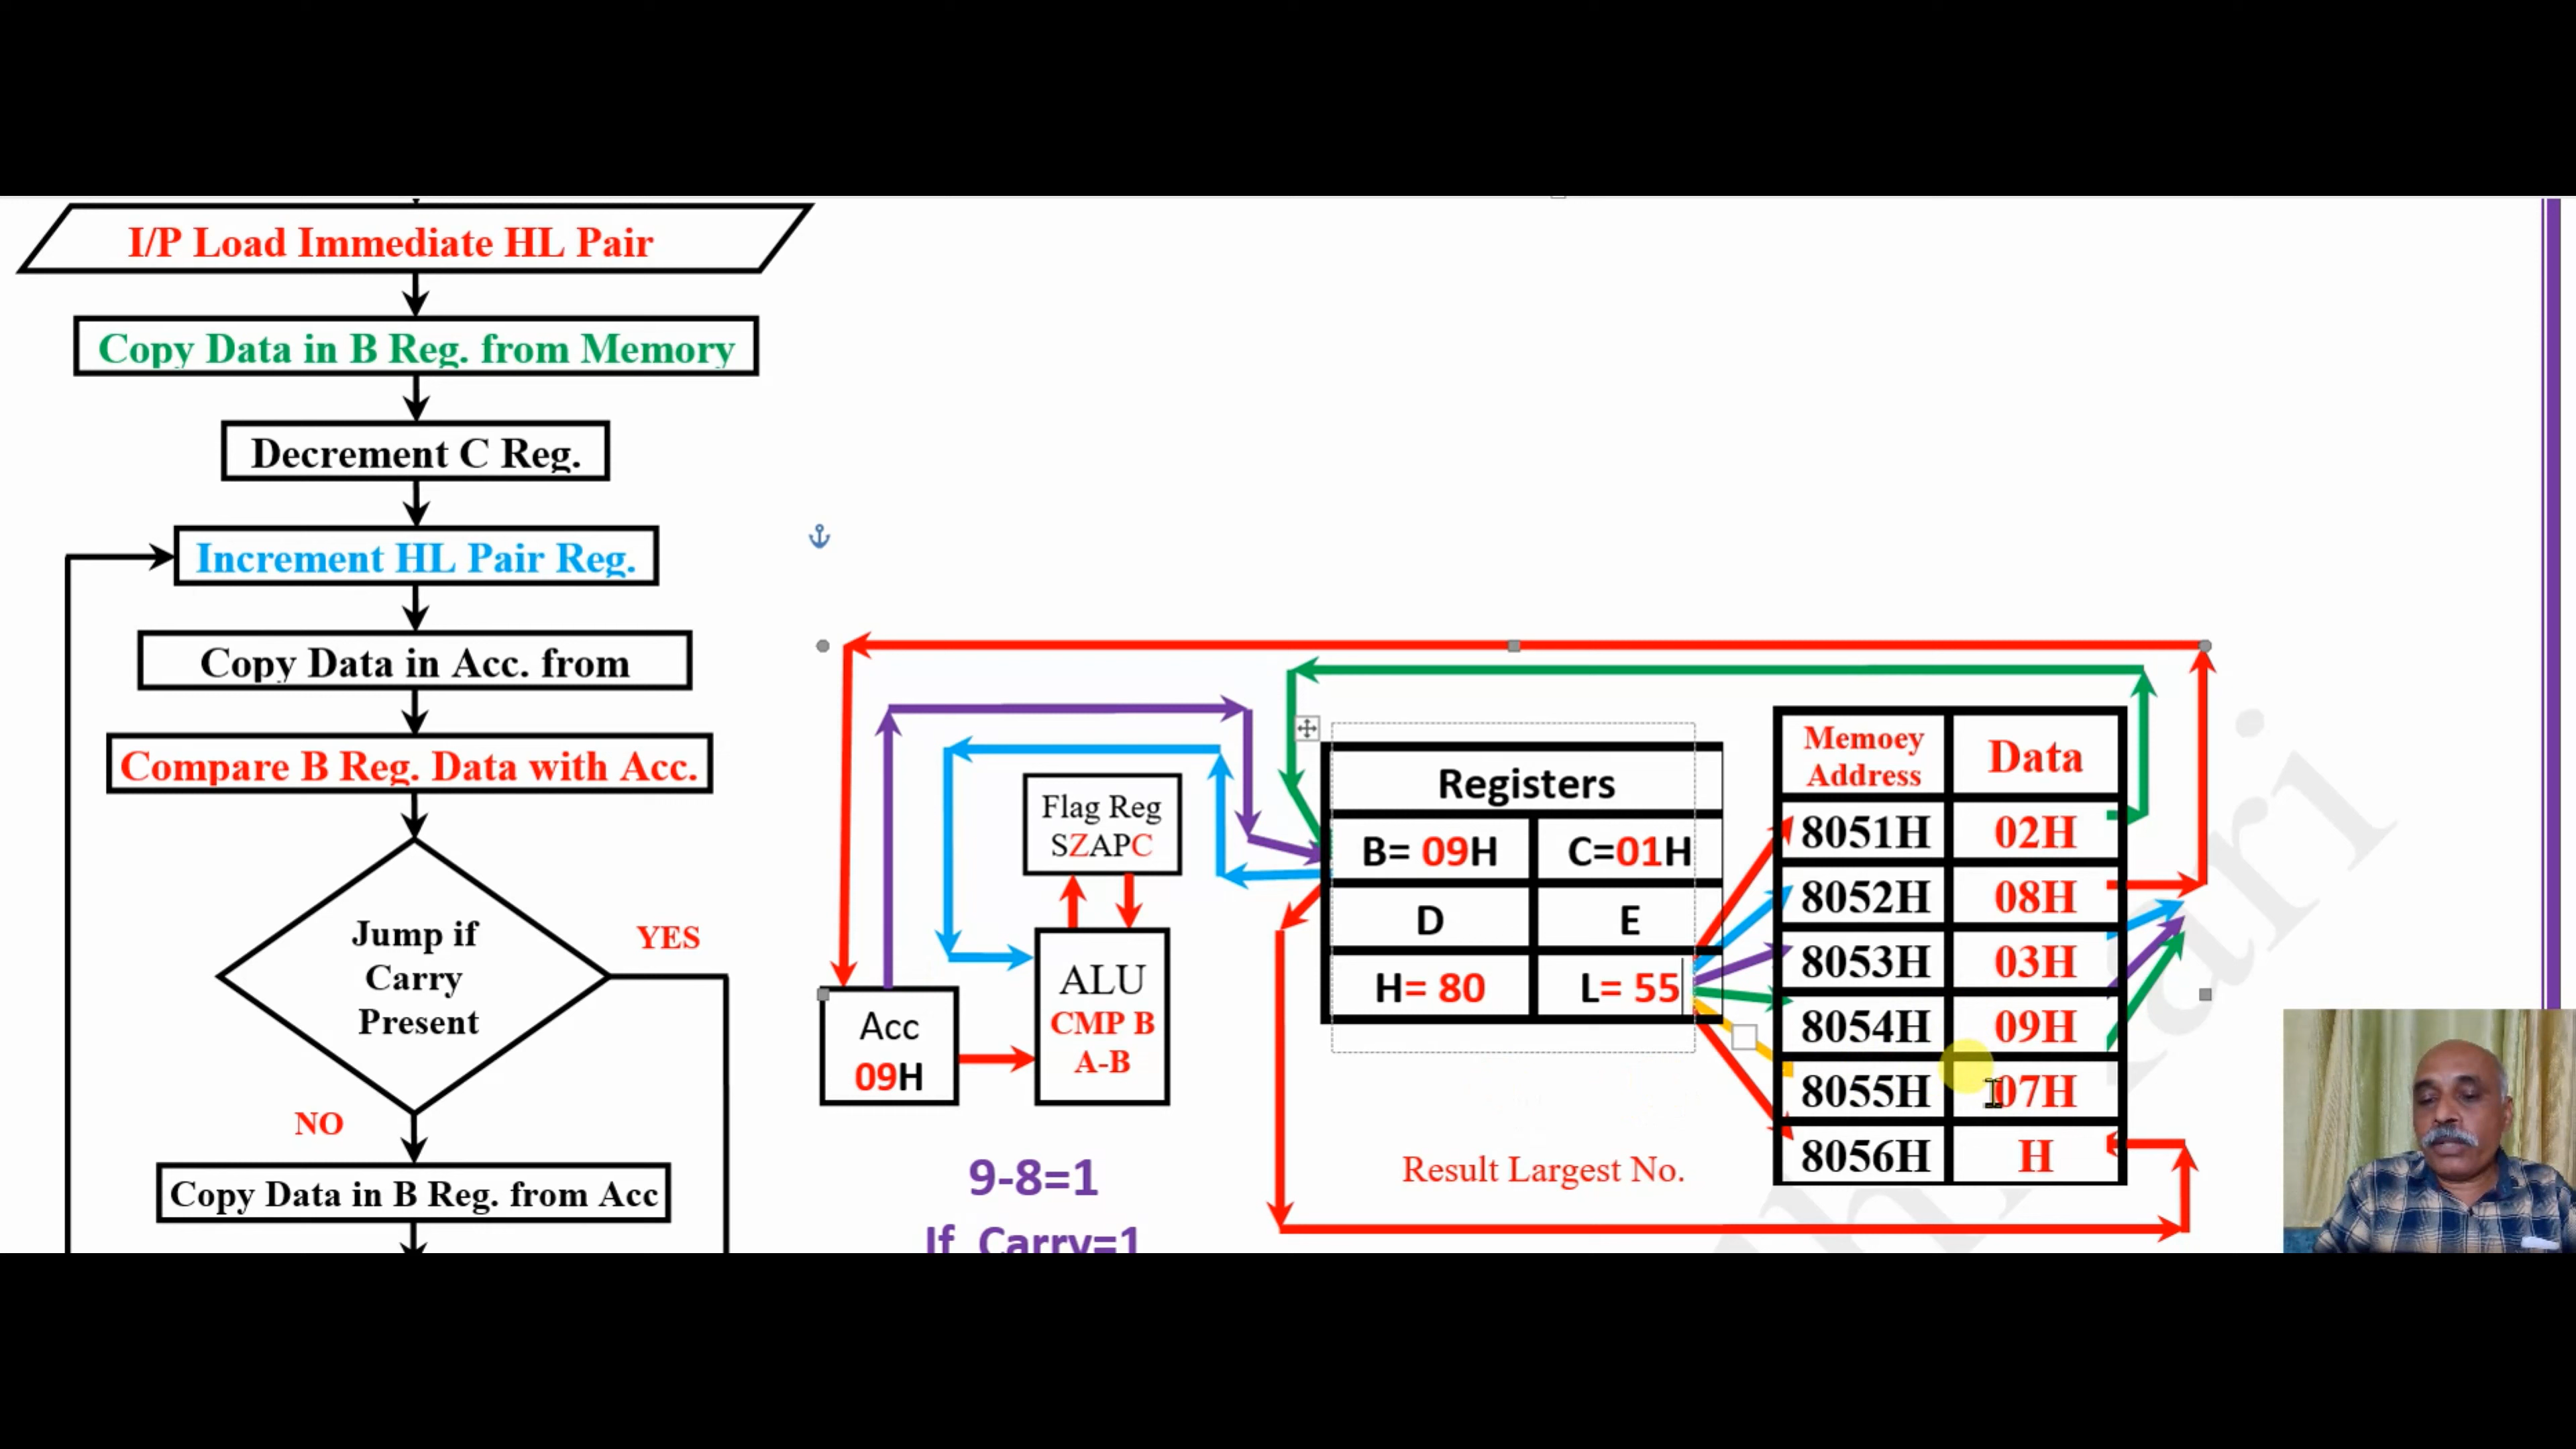 I/P Load Immediate HL Pair
Copy Data in B Reg. from Memory
Decrement C Reg.
Increment HL Pair Reg.
Copy Data in Acc. from
Compare B Reg. Data with Acc.
Jump if
Carry
Present
YES
NO
Copy Data in B Reg. from Acc
Flag Reg
SZAPC
ALU
CMP B
A-B
Acc
09H
9-8=1
If Carry=1
Registers
B= 09H C=01H
D E
H= 80 L= 55
Result Largest No.
Memoey
Address
Data
8051H 02H
8052H 08H
8053H 03H
8054H 09H
8055H 07H
8056H H